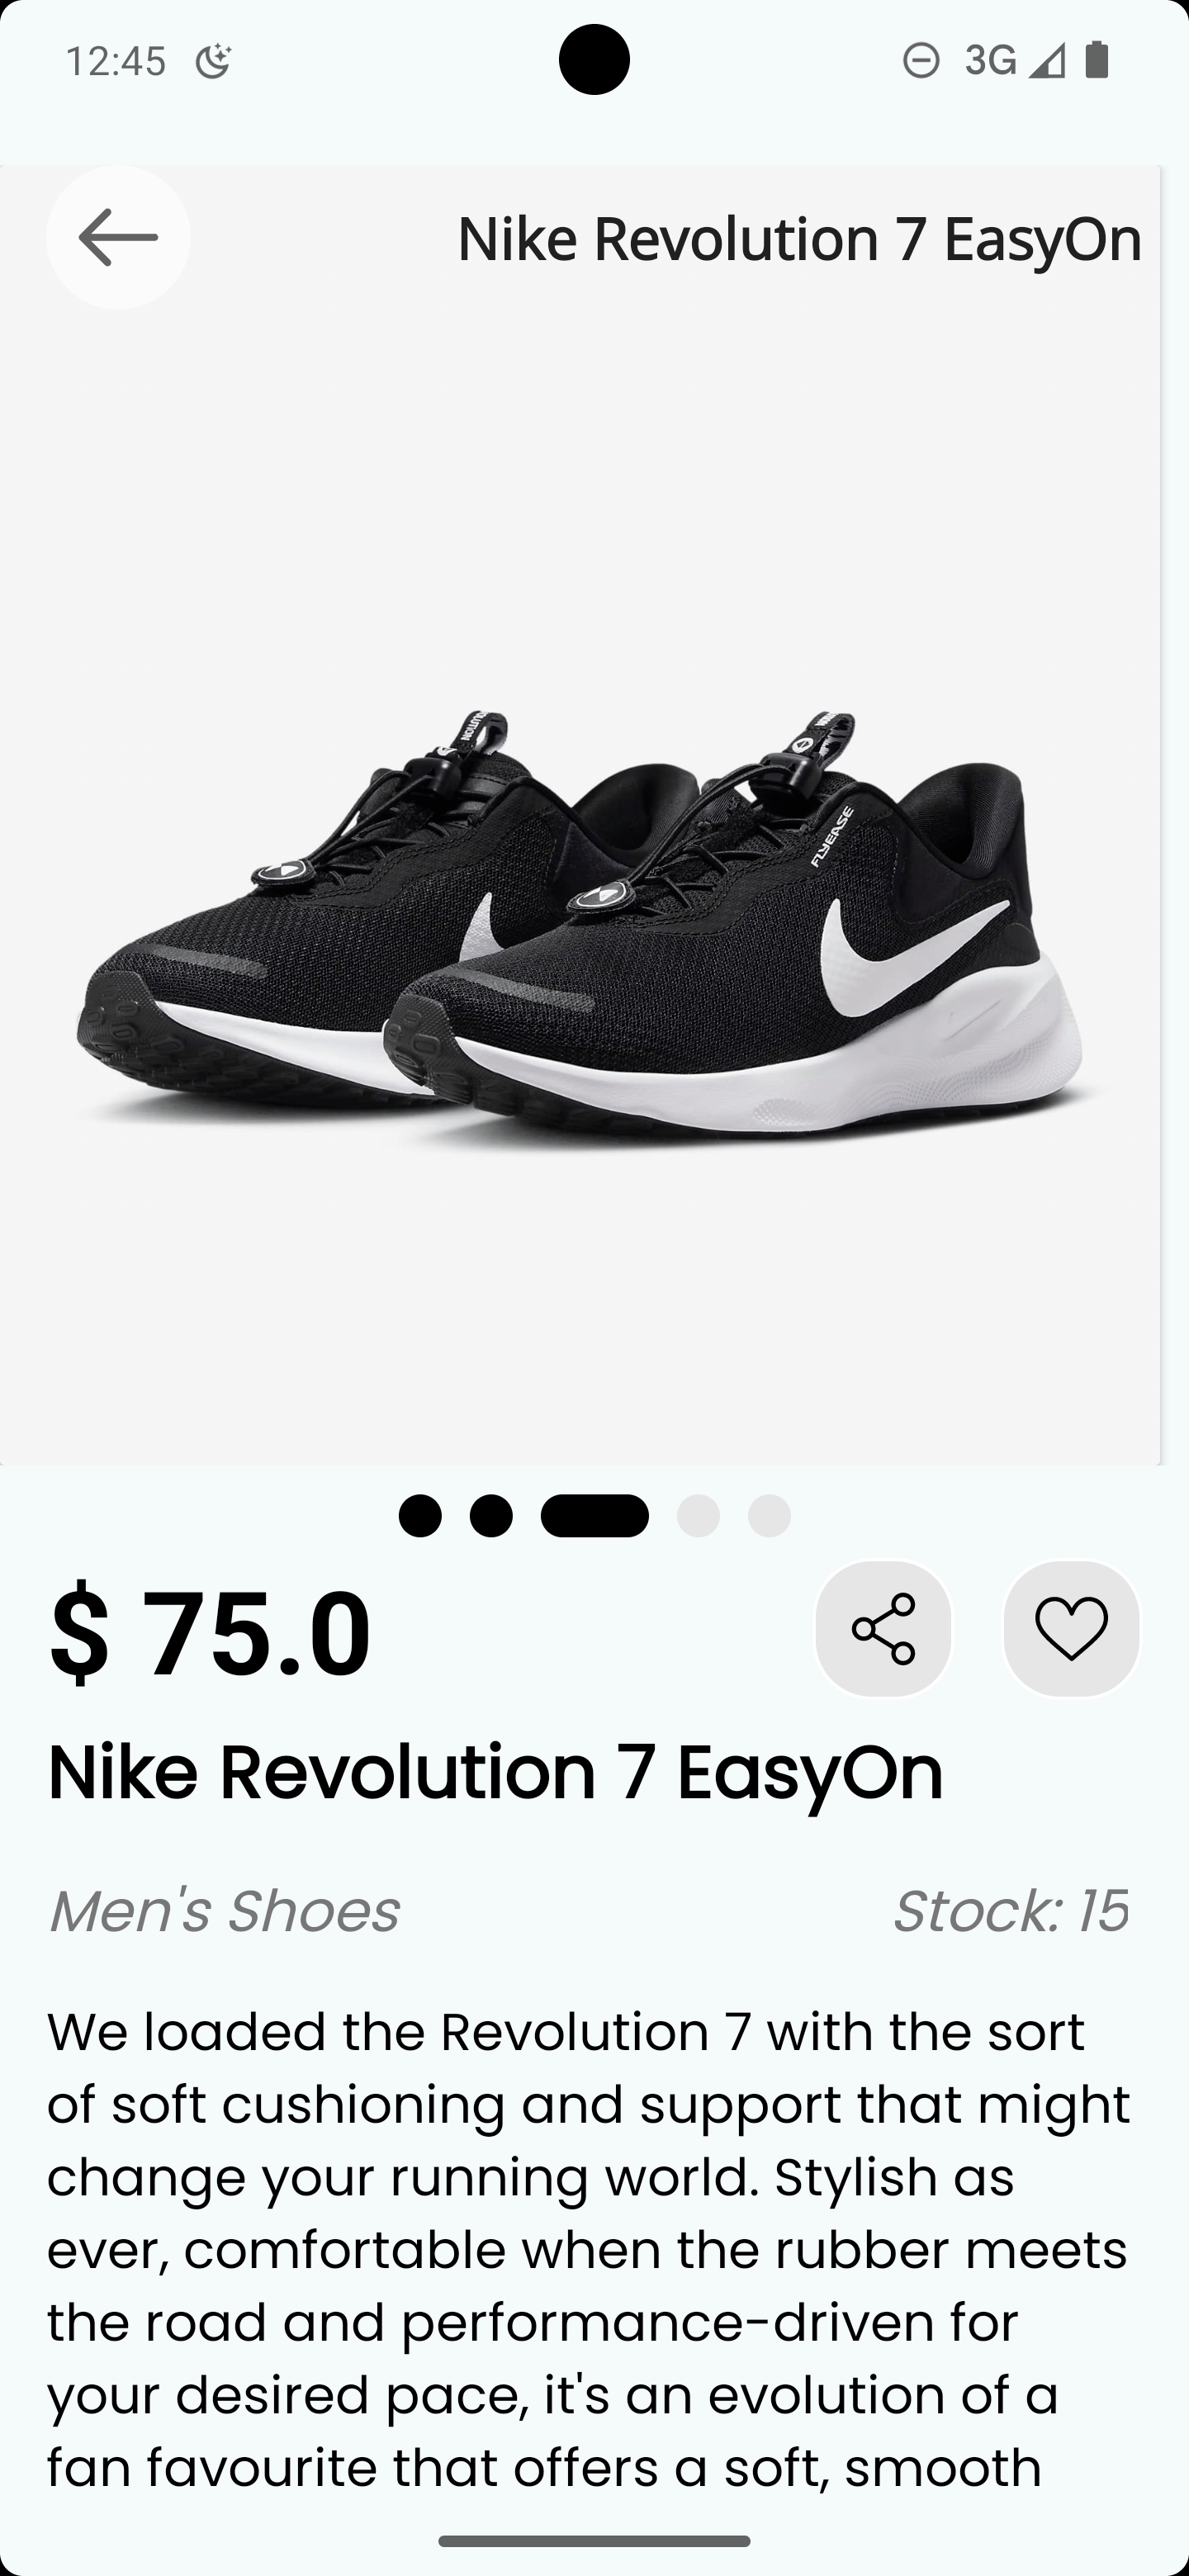 12:45
3G
Nike Revolution 7 EasyOn
FLYEASE
$ 75.0
Nike Revolution 7 EasyOn
Men's Shoes
Stock: 15
We loaded the Revolution 7 with the sort
of soft cushioning and support that might
change your running world. Stylish as
ever, comfortable when the rubber meets
the road and performance-driven for
your desired pace, it's an evolution of a
fan favourite that offers a soft, smooth